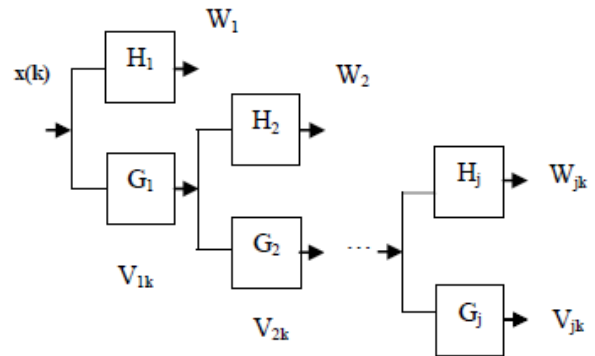 W₁
x(k)
H₁
W₂
H₂
G₁
Hⱼ
Wⱼₖ
G₂
...
V₁ₖ
V₂ₖ
Gⱼ
Vⱼₖ